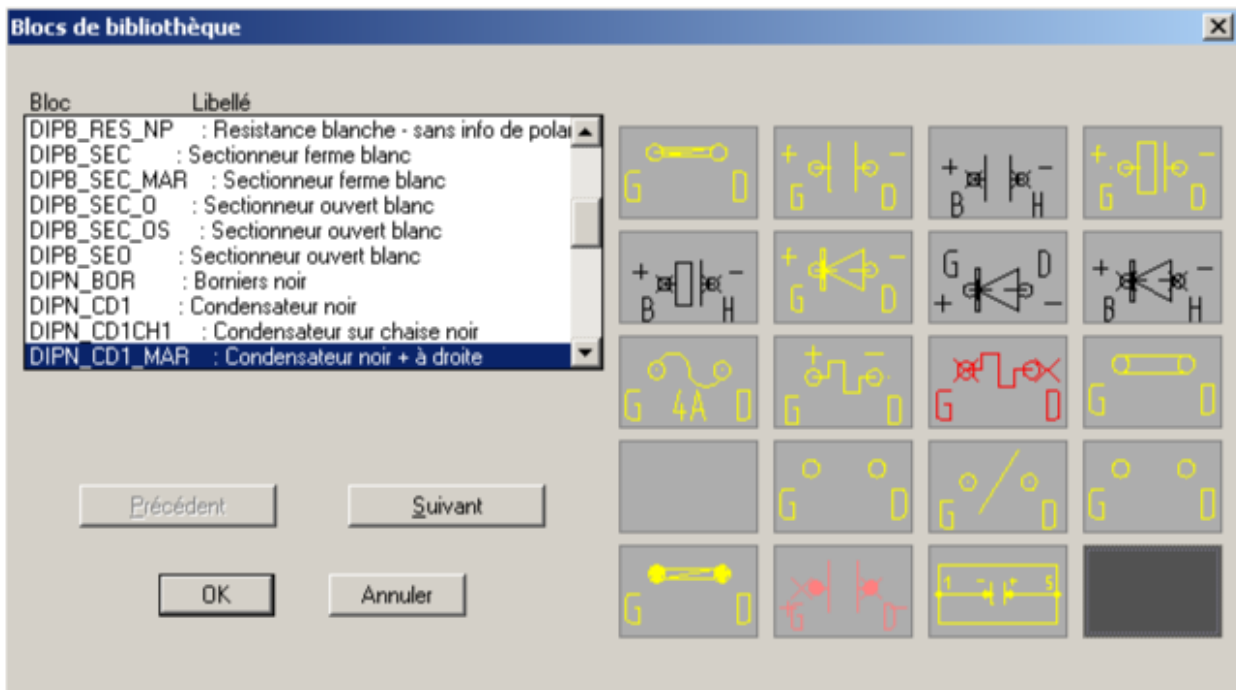 Blocs de bibliothèque
Bloc Libellé
DIPB_RES_NP : Resistance blanche - sans info de polar
DIPB_SEC : Sectionneur ferme blanc
DIPB_SEC_MAR : Sectionneur ferme blanc
DIPB_SEC_O : Sectionneur ouvert blanc
DIPB_SEC_OS : Sectionneur ouvert blanc
DIPB_SEO : Sectionneur ouvert blanc
DIPN_BOR : Borniers noir
DIPN_CD1 : Condensateur noir
DIPN_CD1CH1 : Condensateur sur chaise noir
DIPN_CD1_MAR : Condensateur noir + à droite
Précédent
Suivant
OK
Annuler
G D
+ -
G D
+ -
B H
+ -
G D
+ -
B H
+ -
G D
G D
+ -
+ -
B H
G 4A D
+ -
G D
G D
G D
G D
G D
G D
G D
G D
1 - + 5